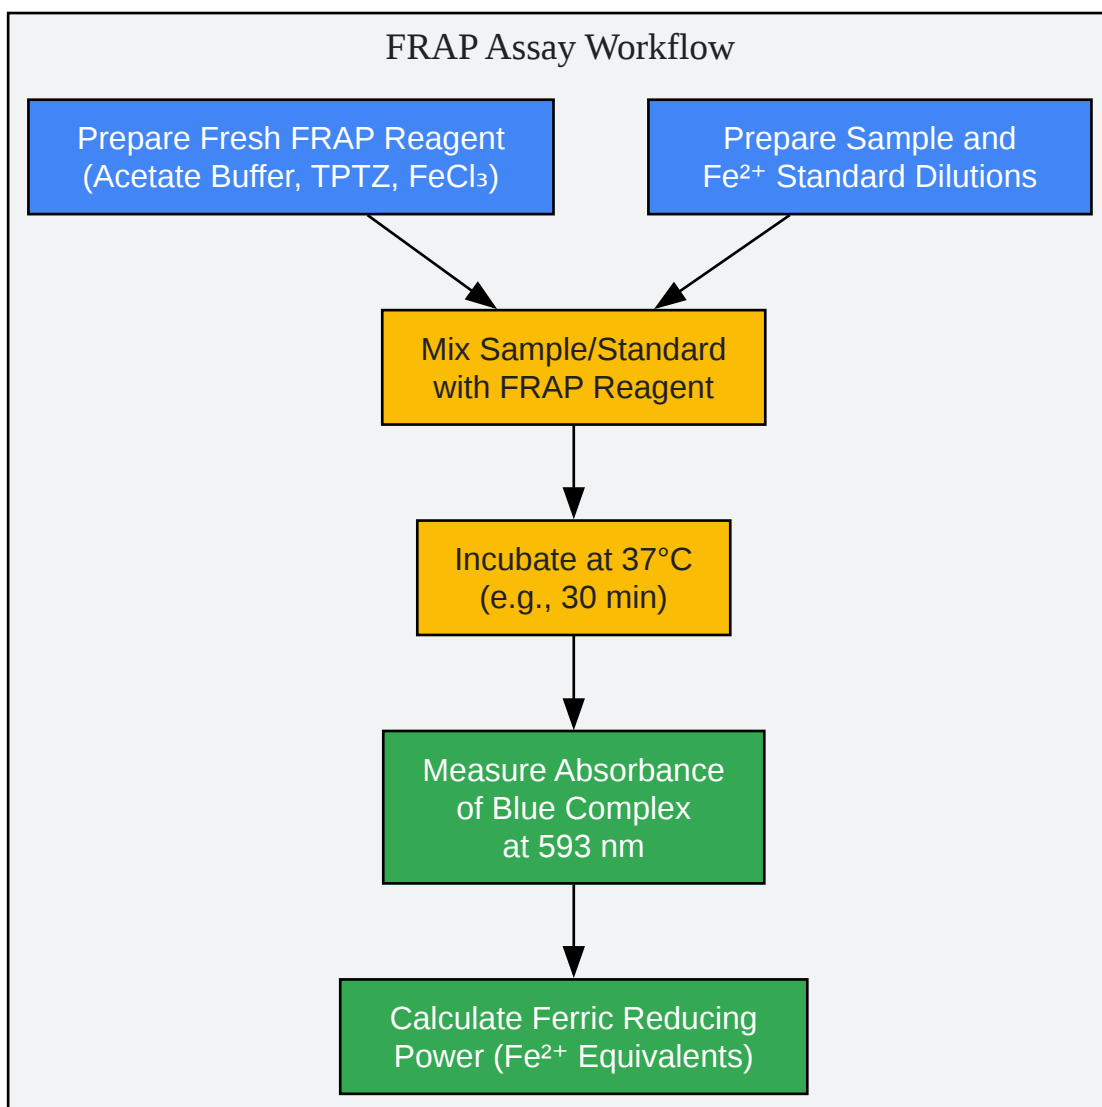 FRAP Assay Workflow
Prepare Fresh FRAP Reagent
(Acetate Buffer, TPTZ, FeCl₃)
Prepare Sample and
Fe²⁺ Standard Dilutions
Mix Sample/Standard
with FRAP Reagent
Incubate at 37°C
(e.g., 30 min)
Measure Absorbance
of Blue Complex
at 593 nm
Calculate Ferric Reducing
Power (Fe²⁺ Equivalents)